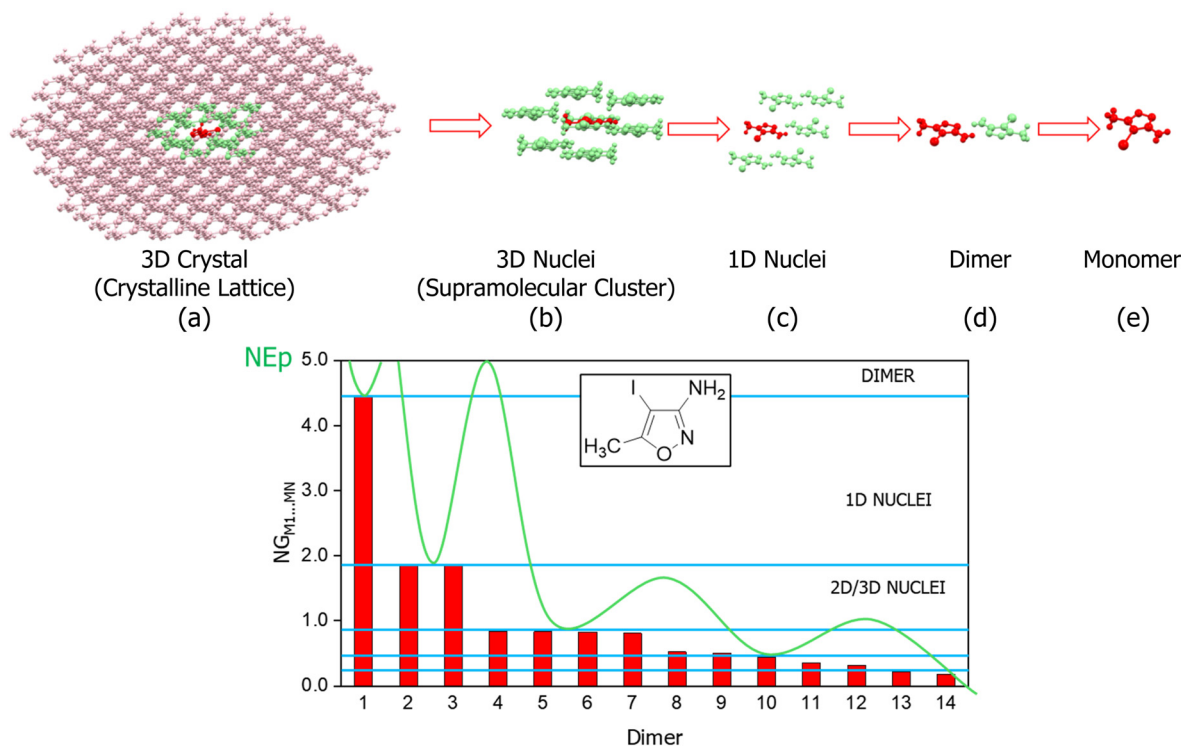 3D Crystal
(Crystalline Lattice)
(a)
3D Nuclei
(Supramolecular Cluster)
(b)
1D Nuclei
(c)
Dimer
(d)
Monomer
(e)
NEp
NG_M1...MN
5.0
4.0
3.0
2.0
1.0
0.0
I
NH₂
H₃C
N
O
DIMER
1D NUCLEI
2D/3D NUCLEI
1 2 3 4 5 6 7 8 9 10 11 12 13 14
Dimer